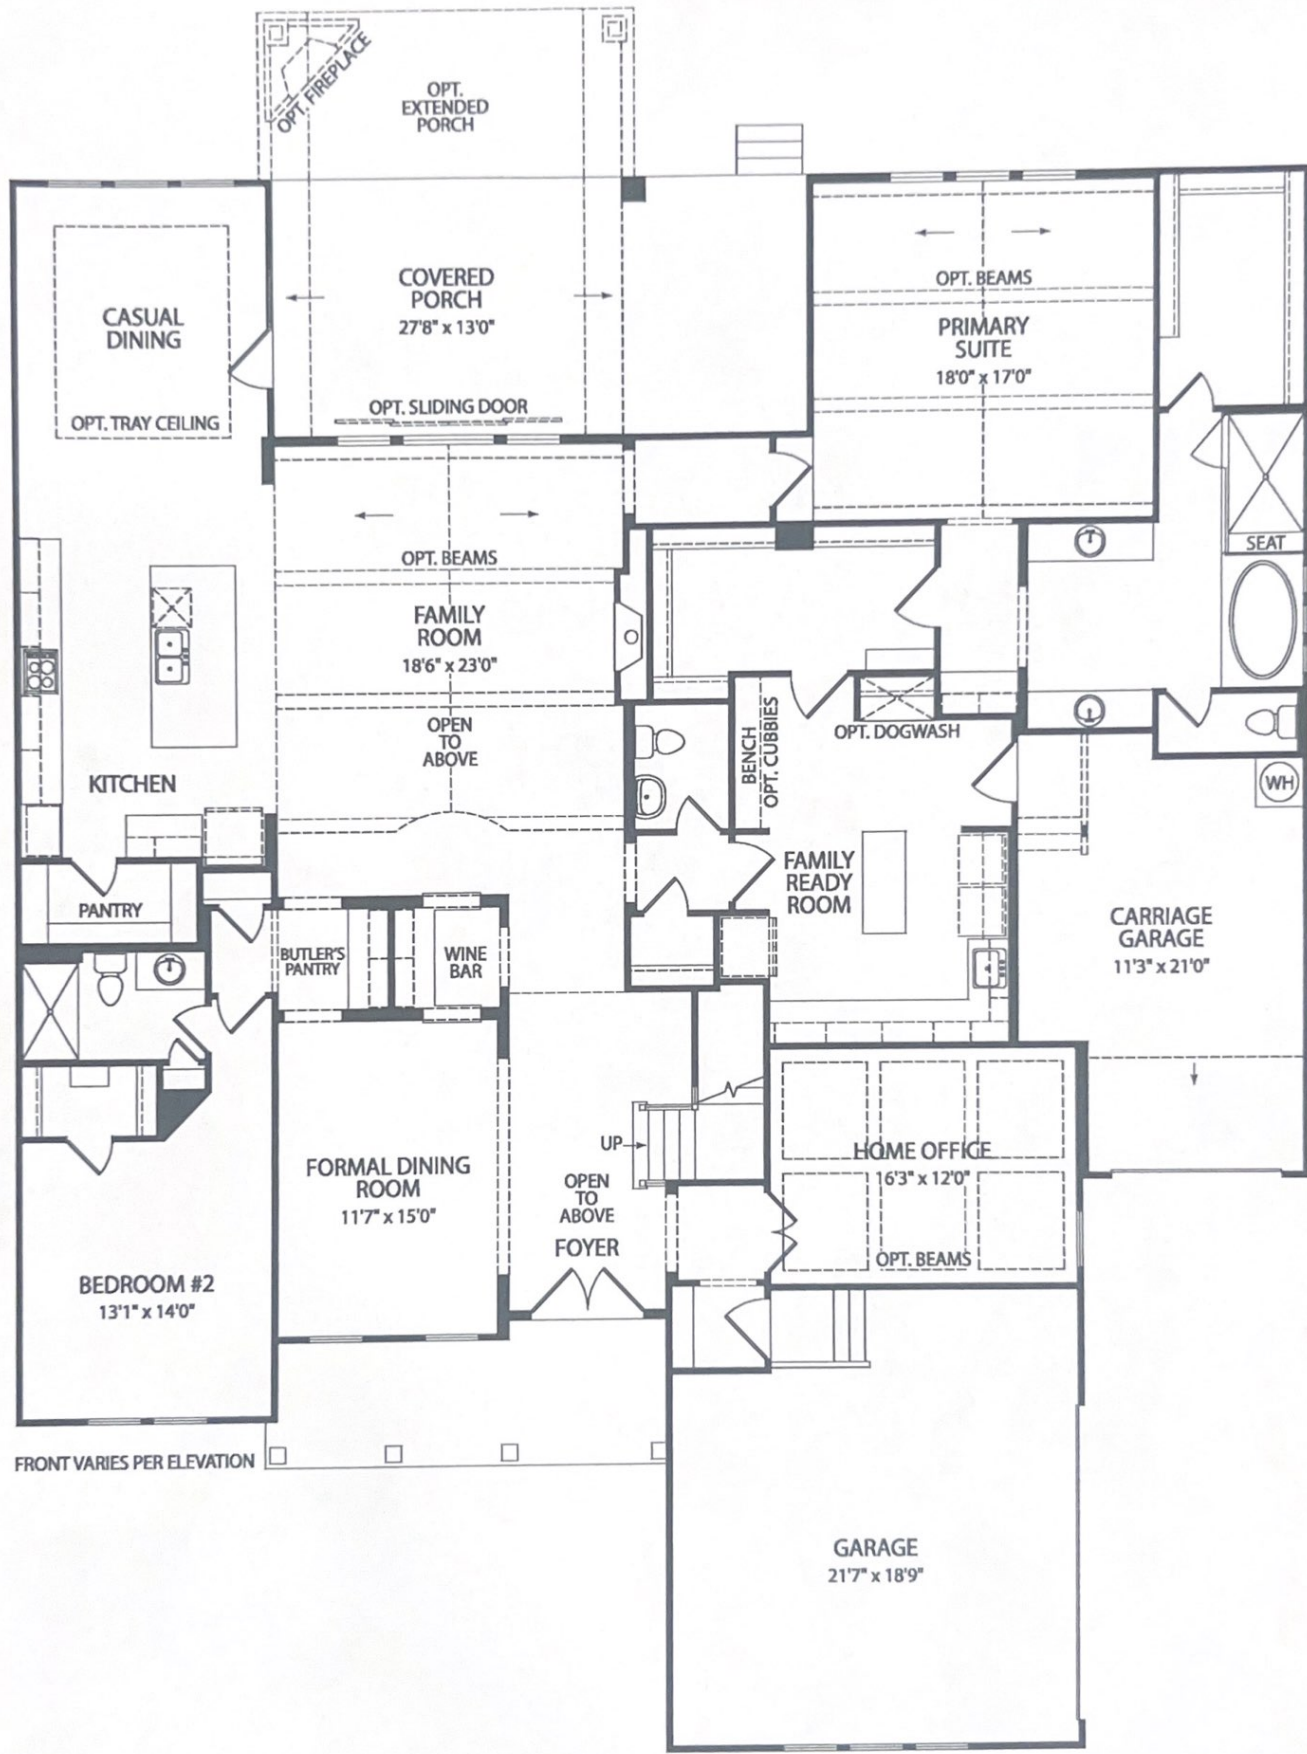 OPT. FIREPLACE
OPT.
EXTENDED
PORCH
CASUAL
DINING
OPT. TRAY CEILING
COVERED
PORCH
27'8" x 13'0"
OPT. SLIDING DOOR
OPT. BEAMS
PRIMARY
SUITE
18'0" x 17'0"
SEAT
OPT. BEAMS
FAMILY
ROOM
18'6" x 23'0"
OPEN
TO
ABOVE
KITCHEN
PANTRY
BENCH
OPT. CUBBIES
OPT. DOGWASH
WH
FAMILY
READY
ROOM
CARRIAGE
GARAGE
11'3" x 21'0"
BUTLER'S
PANTRY
WINE
BAR
FORMAL DINING
ROOM
11'7" x 15'0"
UP
OPEN
TO
ABOVE
FOYER
HOME OFFICE
16'3" x 12'0"
OPT. BEAMS
BEDROOM #2
13'1" x 14'0"
FRONT VARIES PER ELEVATION
GARAGE
21'7" x 18'9"